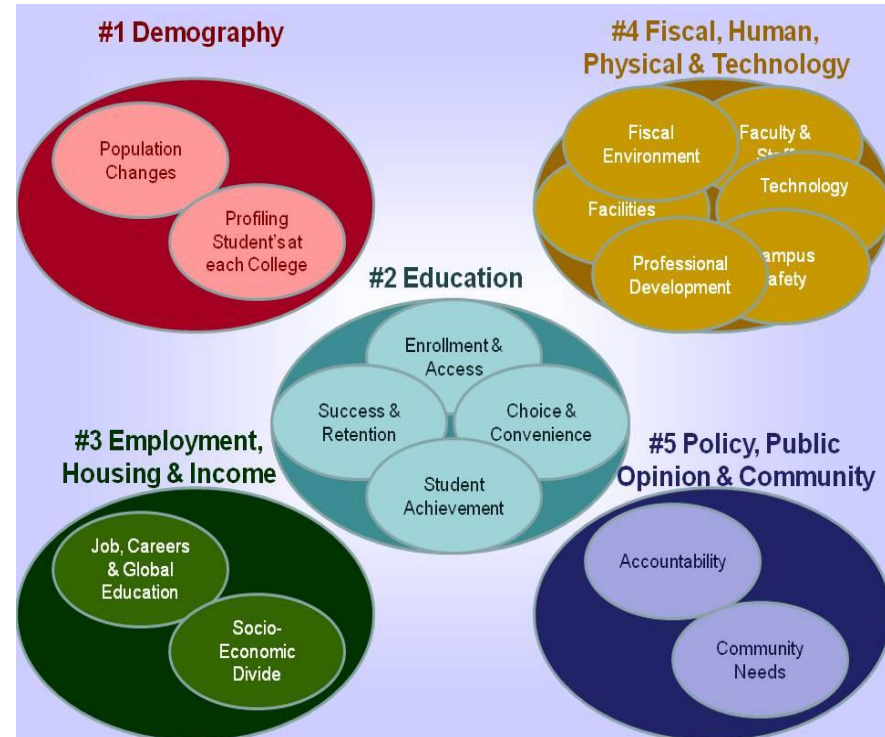 #1 Demography
Population
Changes
Profiling
Student's at
each College
#4 Fiscal, Human,
Physical & Technology
Fiscal
Environment
Faculty &
Technology
Facilities
Professional
Development
#2 Education
Enrollment &
Access
Success &
Retention
Choice &
Convenience
Student
Achievement
#3 Employment,
Housing & Income
Job, Careers
& Global
Education
Socio-
Economic
Divide
#5 Policy, Public
Opinion & Community
Accountability
Community
Needs